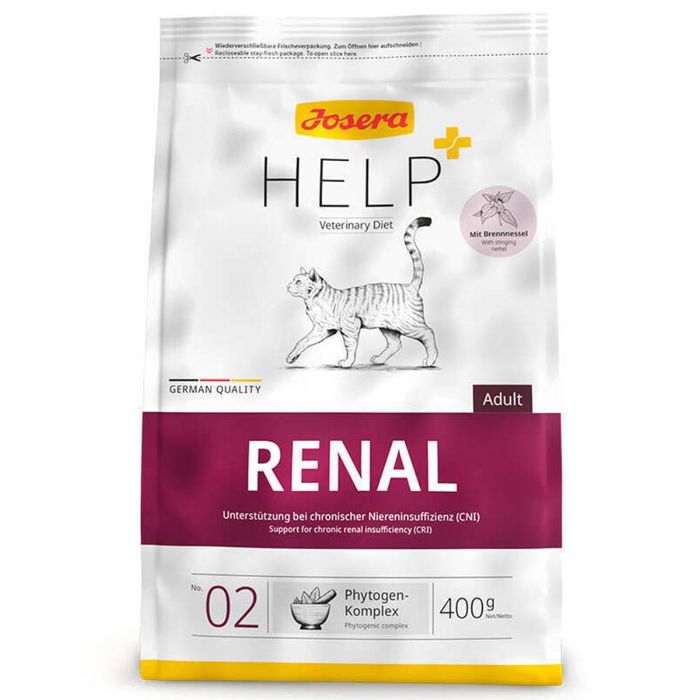 Wiederverschließbare Frischeverpackung. Zum Öffnen hier aufschneiden!
Recloseable stay-fresh package. To open slice here.
Josera
HELP+
Veterinary Diet
Mit Brennnessel
With stinging
nettel
GERMAN QUALITY
Adult
RENAL
Unterstützung bei chronischer Niereninsuffizienz (CNI)
Support for chronic renal insufficiency (CRI)
No.
02
Phytogen-
Komplex
Phytogenic complex
400g
Net/Netto